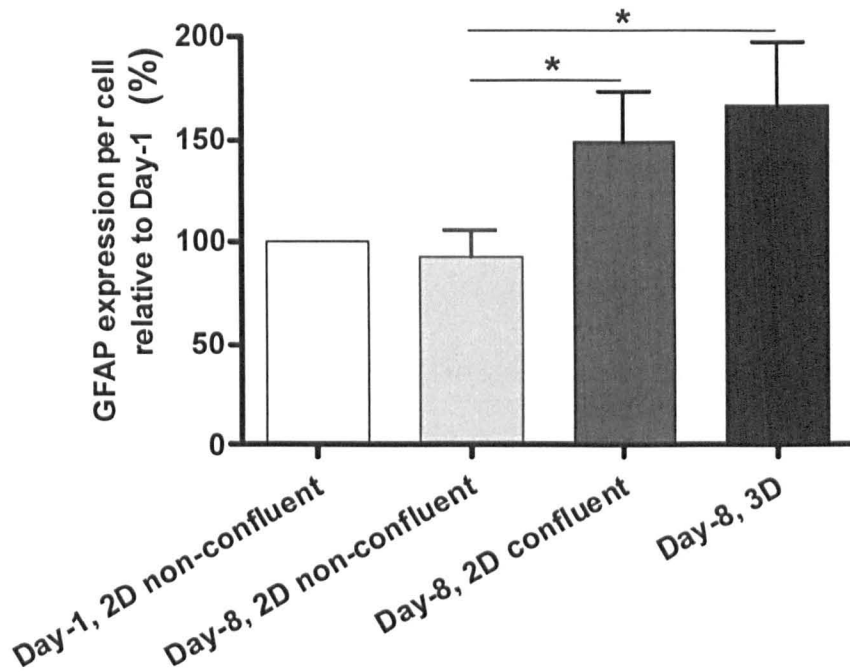 GFAP expression per cell
relative to Day-1 (%)
200
150
100
50
0
*
*
Day-1, 2D non-confluent
Day-8, 2D non-confluent
Day-8, 2D confluent
Day-8, 3D